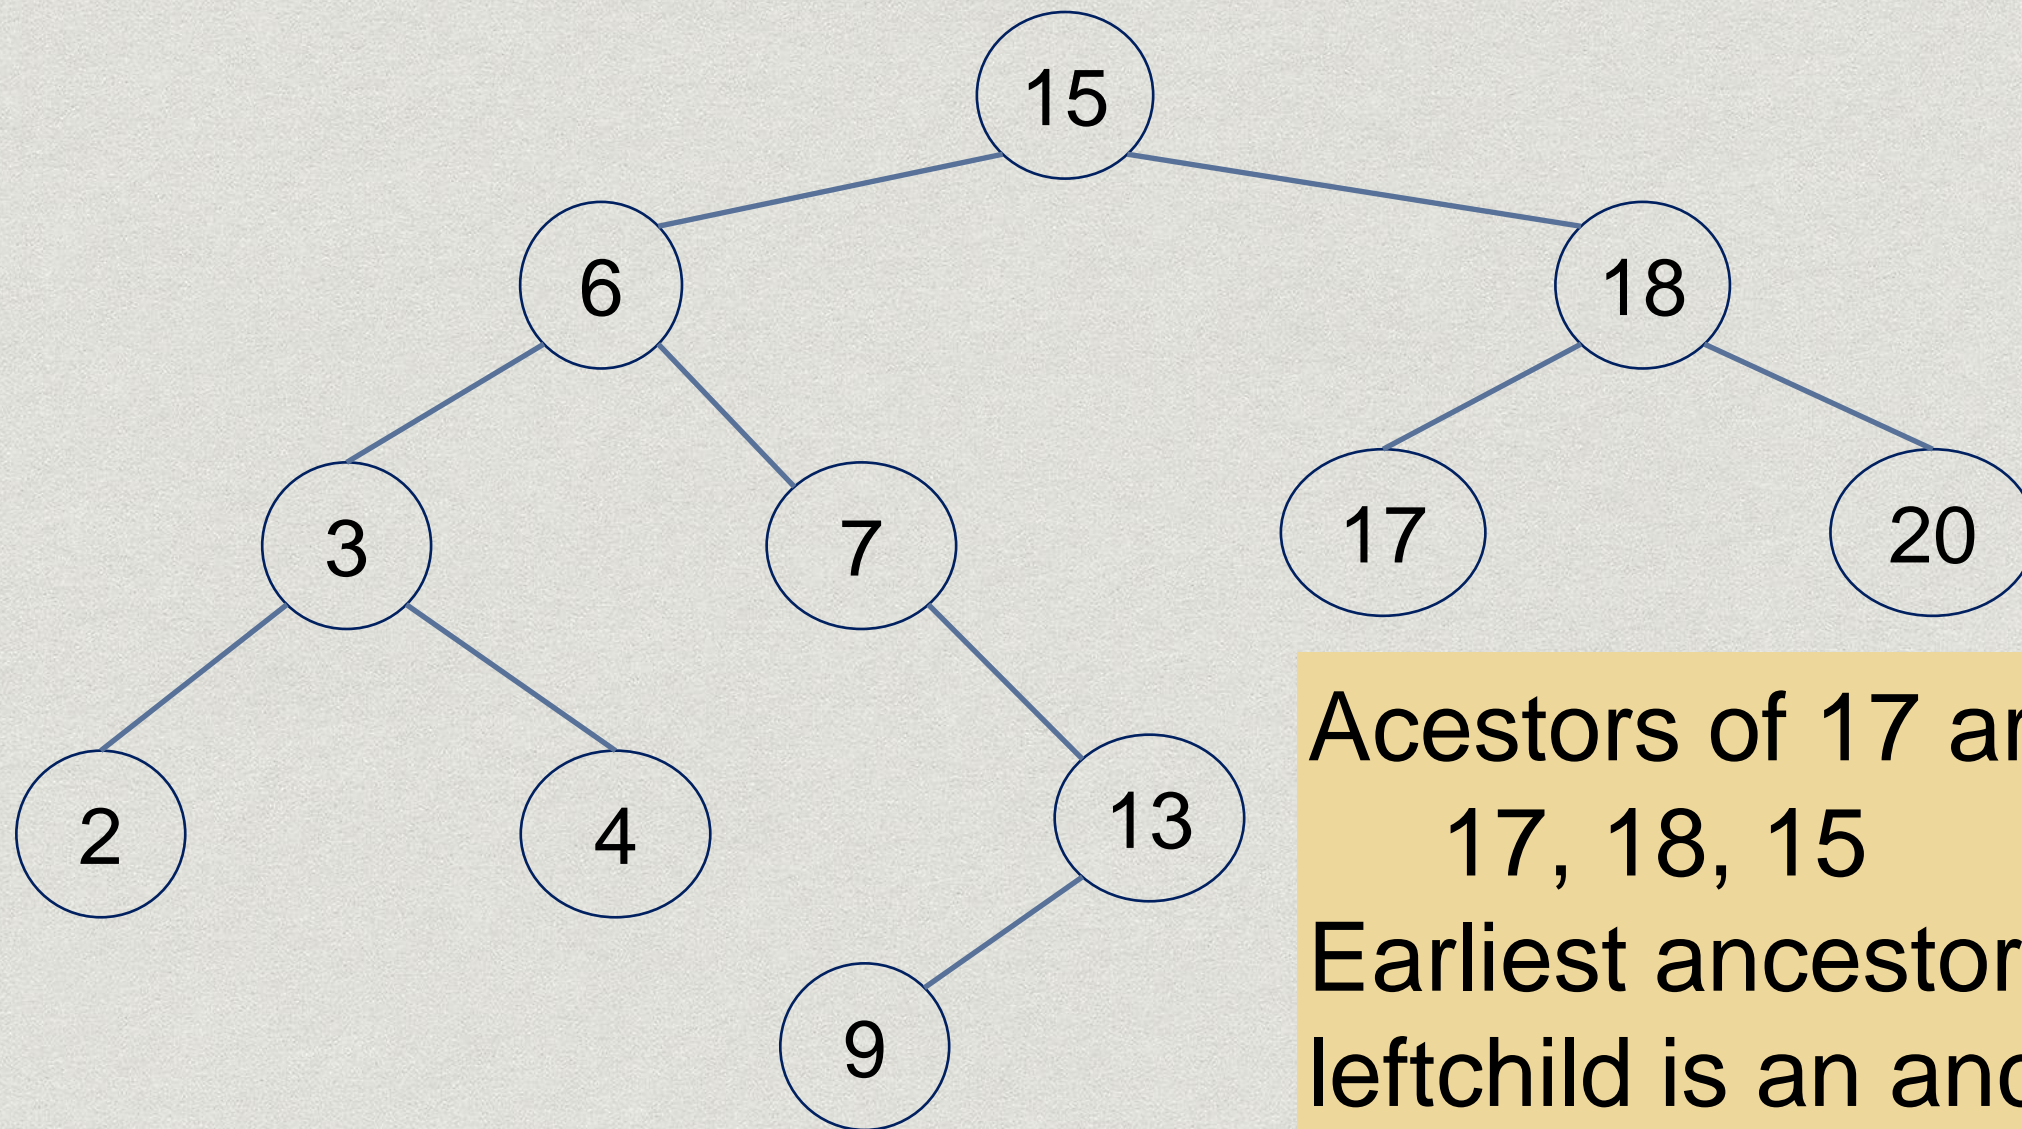 15
6
18
3
7
17
20
2
4
13
9
Acestors of 17
17, 18, 15
Earliest ancestor
leftchild is an